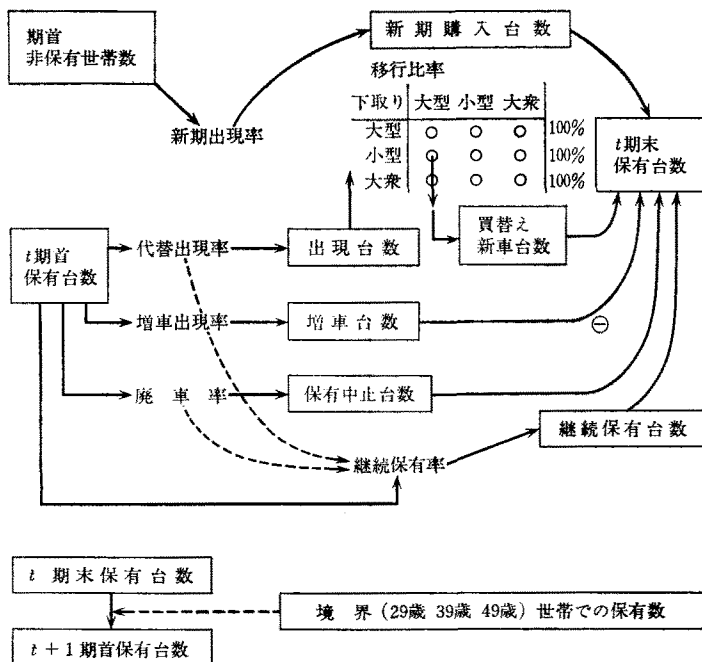 期首
非保有世帯数
新期購入台数
移行比率
下取り 大型 小型 大衆
大型 ○ ○ ○ 100%
小型 ○ ○ ○ 100%
大衆 ○ ○ ○ 100%
新期出現率
t期末
保有台数
買替え
新車台数
t期首
保有台数
代替出現率
出現台数
増車出現率
増車台数
⊖
廃車率
保有中止台数
継続保有台数
継続保有率
t 期末保有台数
境界(29歳 39歳 49歳)世帯での保有数
t+1期首保有台数